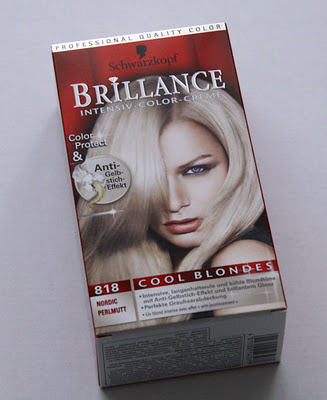 PROFESSIONAL QUALITY COLOR
Schwarzkopf
BRILLANCE
INTENSIV-COLOR-CREME
Color
Protect
&
Anti-
Gelb-
stich-
Effekt
818
COOL BLONDES
NORDIC
PERLMUTT
• Intensive, langanhaltende und kühle Blondtöne
mit Anti-Gelbstich-Effekt und brillantem Glanz
• Perfekte Grauhaarabdeckung